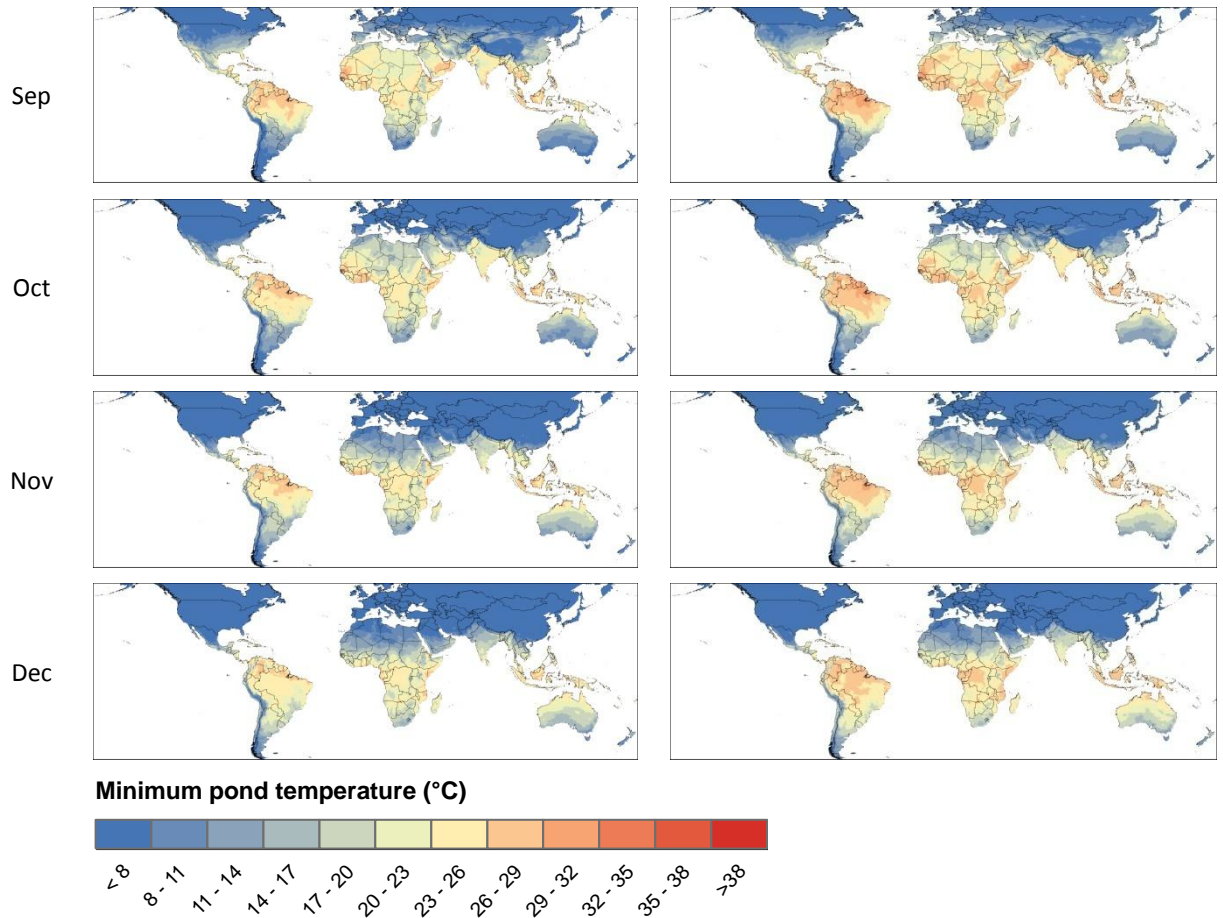 Sep
Oct
Nov
Dec
Minimum pond temperature (°C)
< 8
8 - 11
11 - 14
14 - 17
17 - 20
20 - 23
23 - 26
26 - 29
29 - 32
32 - 35
35 - 38
>38